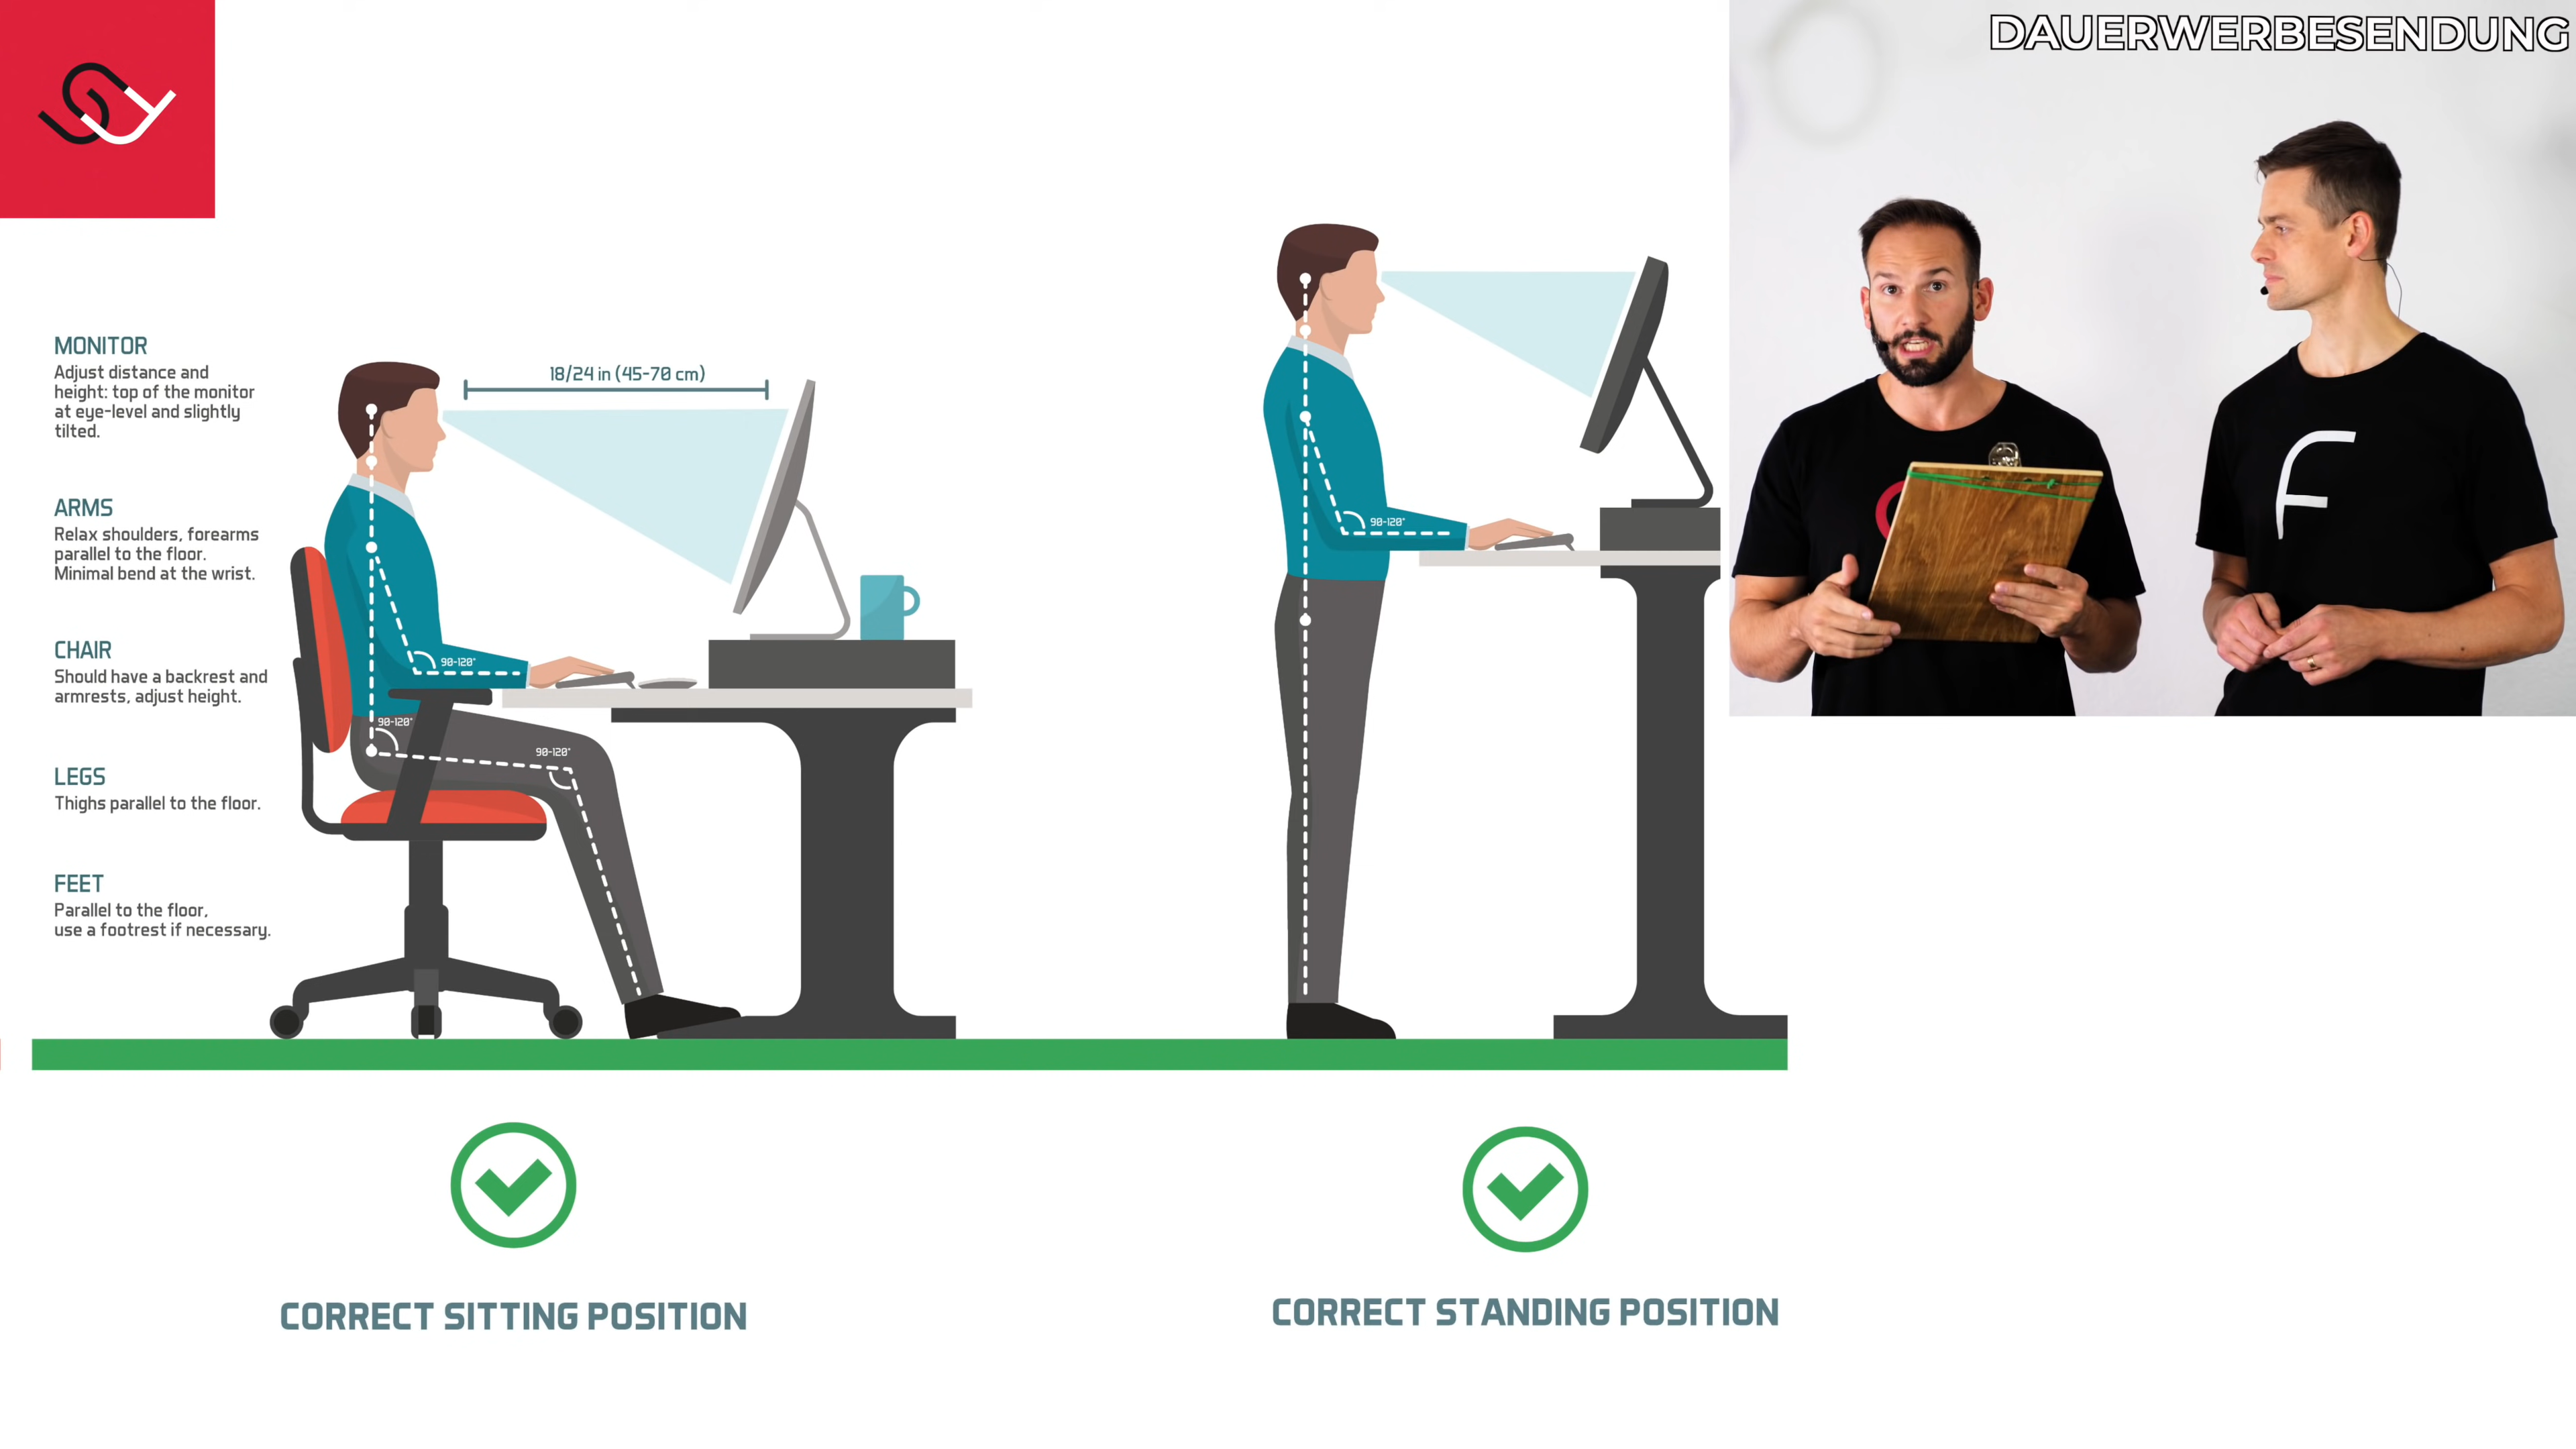 DAUERWERBESENDUNG
MONITOR
Adjust distance and
height: top of the monitor
at eye-level and slightly
tilted.
ARMS
Relax shoulders, forearms
parallel to the floor.
Minimal bend at the wrist.
CHAIR
Should have a backrest and
armrests, adjust height.
LEGS
Thighs parallel to the floor.
FEET
Parallel to the floor,
use a footrest if necessary.
18/24 in (45-70 cm)
90-120°
90-120°
90-120°
90-120°
F
CORRECT SITTING POSITION
CORRECT STANDING POSITION